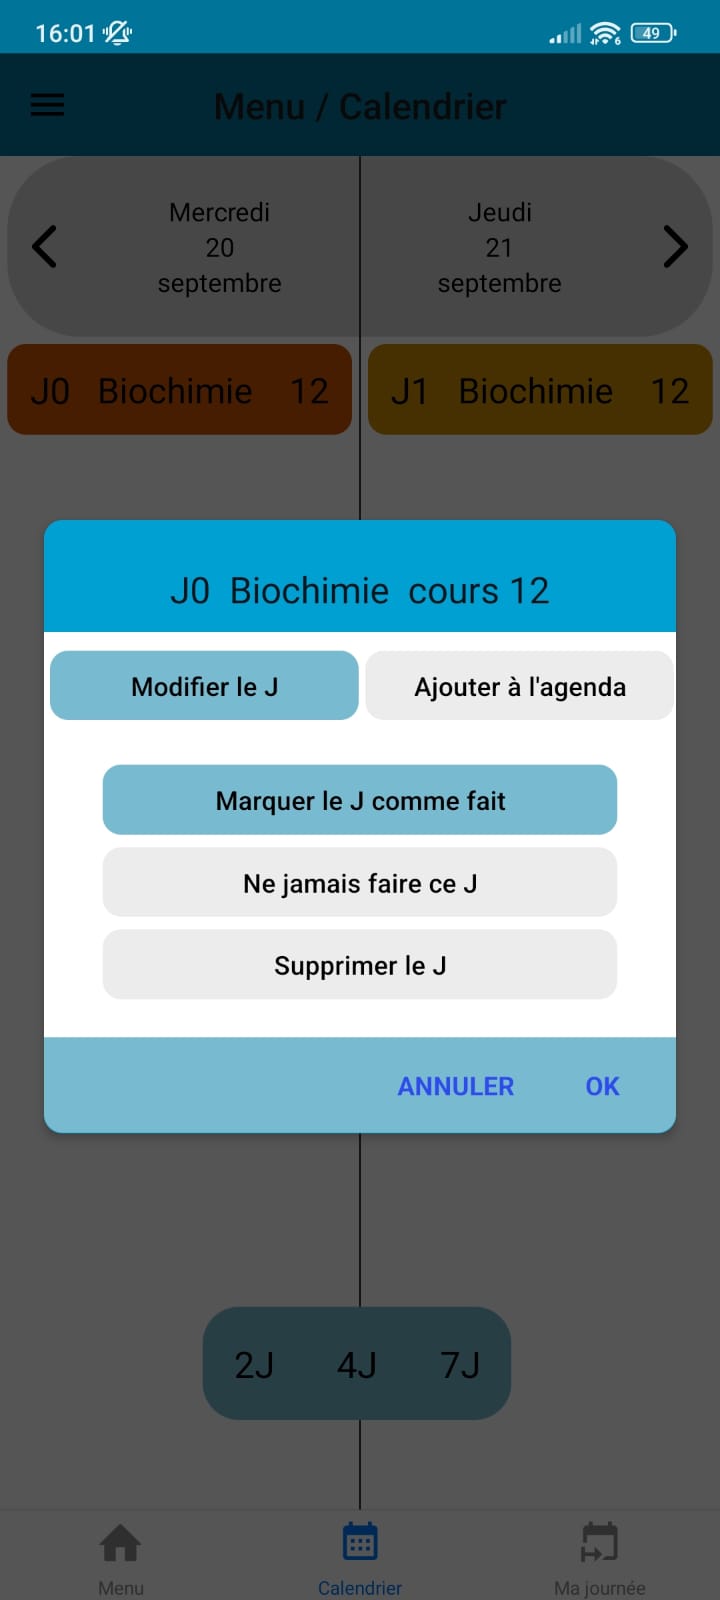 16:01
49
6
Menu / Calendrier
Mercredi
20
septembre
Jeudi
21
septembre
J0 Biochimie 12
J1 Biochimie 12
J0 Biochimie cours 12
Modifier le J
Ajouter à l'agenda
Marquer le J comme fait
Ne jamais faire ce J
Supprimer le J
ANNULER
OK
2J 4J 7J
Menu
Calendrier
Ma journée